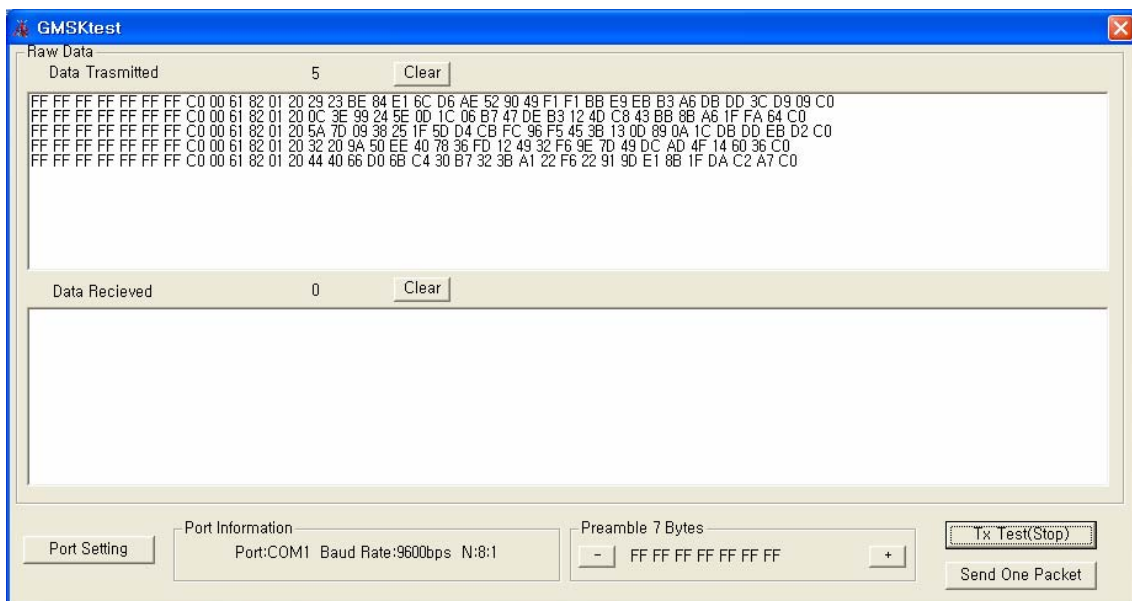 GMSKtest
Raw Data
Data Trasmitted 5 Clear
FF FF FF FF FF FF FF C0 00 61 82 01 20 29 23 BE 84 E1 6C D6 AE 52 90 49 F1 F1 BB E9 EB B3 A6 DB DD 3C D9 09 C0
FF FF FF FF FF FF FF C0 00 61 82 01 20 0C 3E 99 24 5E 0D 1C 06 B7 47 DE B3 12 4D C8 43 BB 8B A6 1F FA 64 C0
FF FF FF FF FF FF FF C0 00 61 82 01 20 5A 7D 09 38 25 1F 5D D4 CB FC 96 F5 45 3B 13 0D 89 0A 1C DB DD EB D2 C0
FF FF FF FF FF FF FF C0 00 61 82 01 20 32 20 9A 50 EE 40 78 36 FD 12 49 32 F6 9E 7D 49 DC AD 4F 14 60 36 C0
FF FF FF FF FF FF FF C0 00 61 82 01 20 44 40 66 D0 6B C4 30 B7 32 3B A1 22 F6 22 91 9D E1 8B 1F DA C2 A7 C0
Data Recieved 0 Clear
Port Setting
Port Information
Port:COM1 Baud Rate:9600bps N:8:1
Preamble 7 Bytes
- FF FF FF FF FF FF FF +
Tx Test(Stop)
Send One Packet